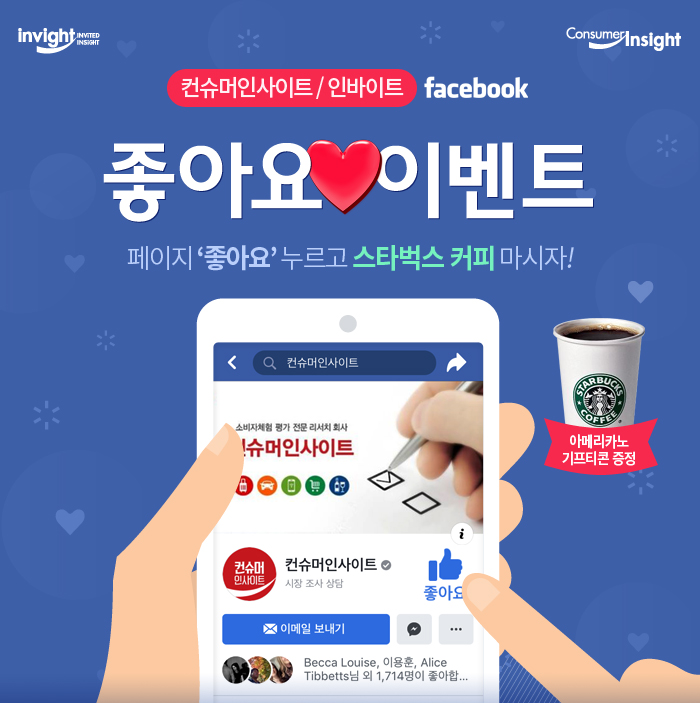 invight INVITED INSIGHT
Consumer Insight
컨슈머인사이트 / 인바이트 facebook
좋아요 이벤트
페이지 ‘좋아요’ 누르고 스타벅스 커피 마시자!
컨슈머인사이트
소비자체험 평가 전문 리서치 회사
컨슈머인사이트
STARBUCKS COFFEE
아메리카노
기프티콘 증정
i
컨슈머
인사이트
컨슈머인사이트
시장 조사 상담
좋아요
이메일 보내기
Becca Louise, 이용훈, Alice
Tibbetts님 외 1,714명이 좋아합...